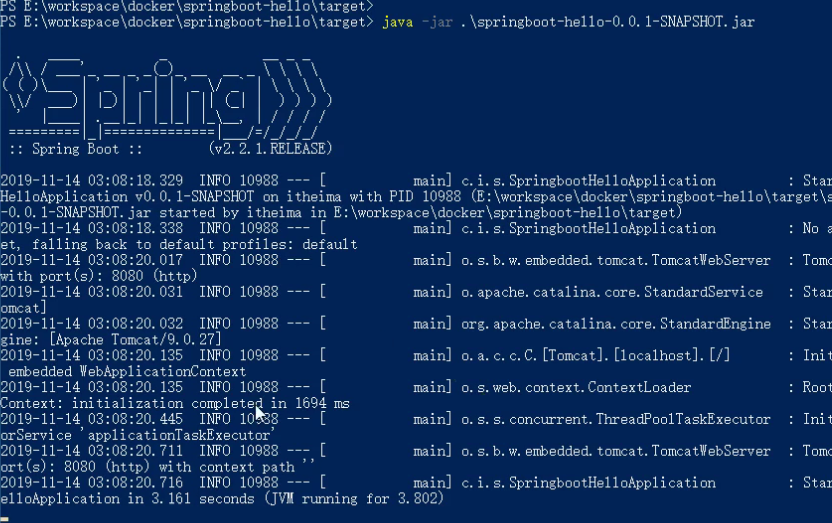 PS E:\workspace\docker\springboot-hello\target>
PS E:\workspace\docker\springboot-hello\target> java -jar .\springboot-hello-0.0.1-SNAPSHOT.jar
Spring
:: Spring Boot :: (v2.2.1.RELEASE)
2019-11-14 03:08:18.329 INFO 10988 --- [ main] c.i.s.SpringbootHelloApplication : Star
HelloApplication v0.0.1-SNAPSHOT on itheima with PID 10988 (E:\workspace\docker\springboot-hello\target\s
-0.0.1-SNAPSHOT.jar started by itheima in E:\workspace\docker\springboot-hello\target)
2019-11-14 03:08:18.338 INFO 10988 --- [ main] c.i.s.SpringbootHelloApplication : No a
et, falling back to default profiles: default
2019-11-14 03:08:20.017 INFO 10988 --- [ main] o.s.b.w.embedded.tomcat.TomcatWebServer : Tomc
with port(s): 8080 (http)
2019-11-14 03:08:20.031 INFO 10988 --- [ main] o.apache.catalina.core.StandardService : Star
omcat]
2019-11-14 03:08:20.032 INFO 10988 --- [ main] org.apache.catalina.core.StandardEngine : Star
gine: [Apache Tomcat/9.0.27]
2019-11-14 03:08:20.135 INFO 10988 --- [ main] o.a.c.c.C.[Tomcat].[localhost].[/] : Init
embedded WebApplicationContext
2019-11-14 03:08:20.135 INFO 10988 --- [ main] o.s.web.context.ContextLoader : Root
Context: initialization completed in 1694 ms
2019-11-14 03:08:20.445 INFO 10988 --- [ main] o.s.s.concurrent.ThreadPoolTaskExecutor : Init
orService 'applicationTaskExecutor'
2019-11-14 03:08:20.711 INFO 10988 --- [ main] o.s.b.w.embedded.tomcat.TomcatWebServer : Tomc
ort(s): 8080 (http) with context path ''
2019-11-14 03:08:20.716 INFO 10988 --- [ main] c.i.s.SpringbootHelloApplication : Star
elloApplication in 3.161 seconds (JVM running for 3.802)